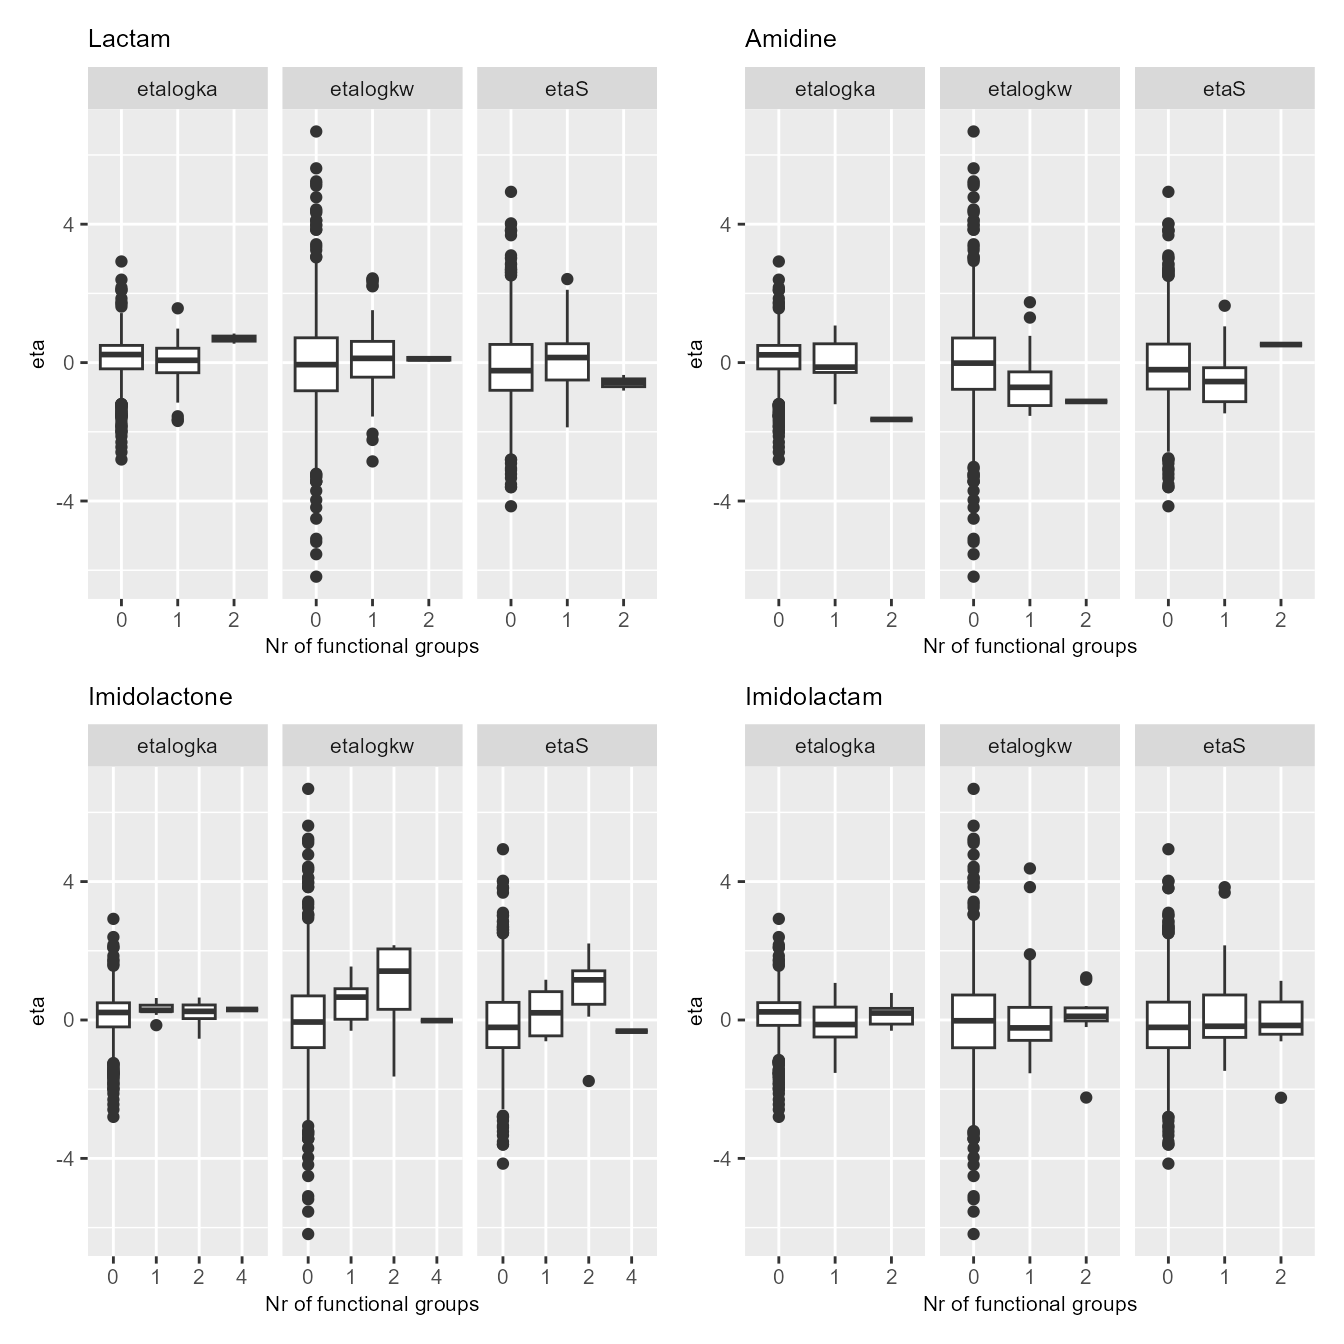 Lactam
etalogka etalogkw etaS
eta
4
0
-4
0 1 2 0 1 2 0 1 2
Nr of functional groups
Amidine
etalogka etalogkw etaS
eta
4
0
-4
0 1 2 0 1 2 0 1 2
Nr of functional groups
Imidolactone
etalogka etalogkw etaS
eta
4
0
-4
0 1 2 4 0 1 2 4 0 1 2 4
Nr of functional groups
Imidolactam
etalogka etalogkw etaS
eta
4
0
-4
0 1 2 0 1 2 0 1 2
Nr of functional groups